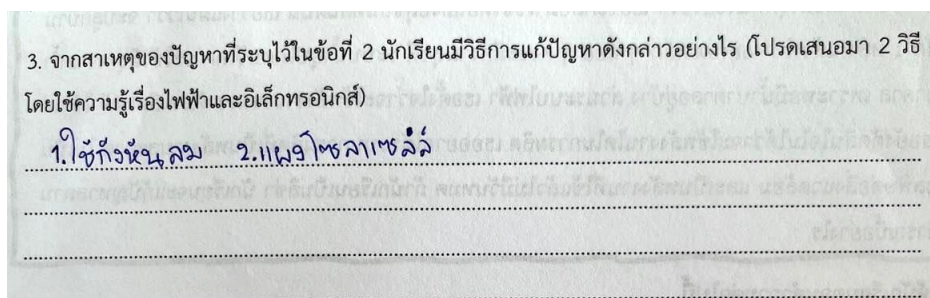 3. จากสาเหตุของปัญหาที่ระบุไว้ในข้อที่ 2 นักเรียนมีวิธีการแก้ปัญหาดังกล่าวอย่างไร (โปรดเสนอมา 2 วิธี
โดยใช้ความรู้เรื่องไฟฟ้าและอิเล็กทรอนิกส์)
1.ใช้กังหันลม 2.แผงโซลาเซลล์